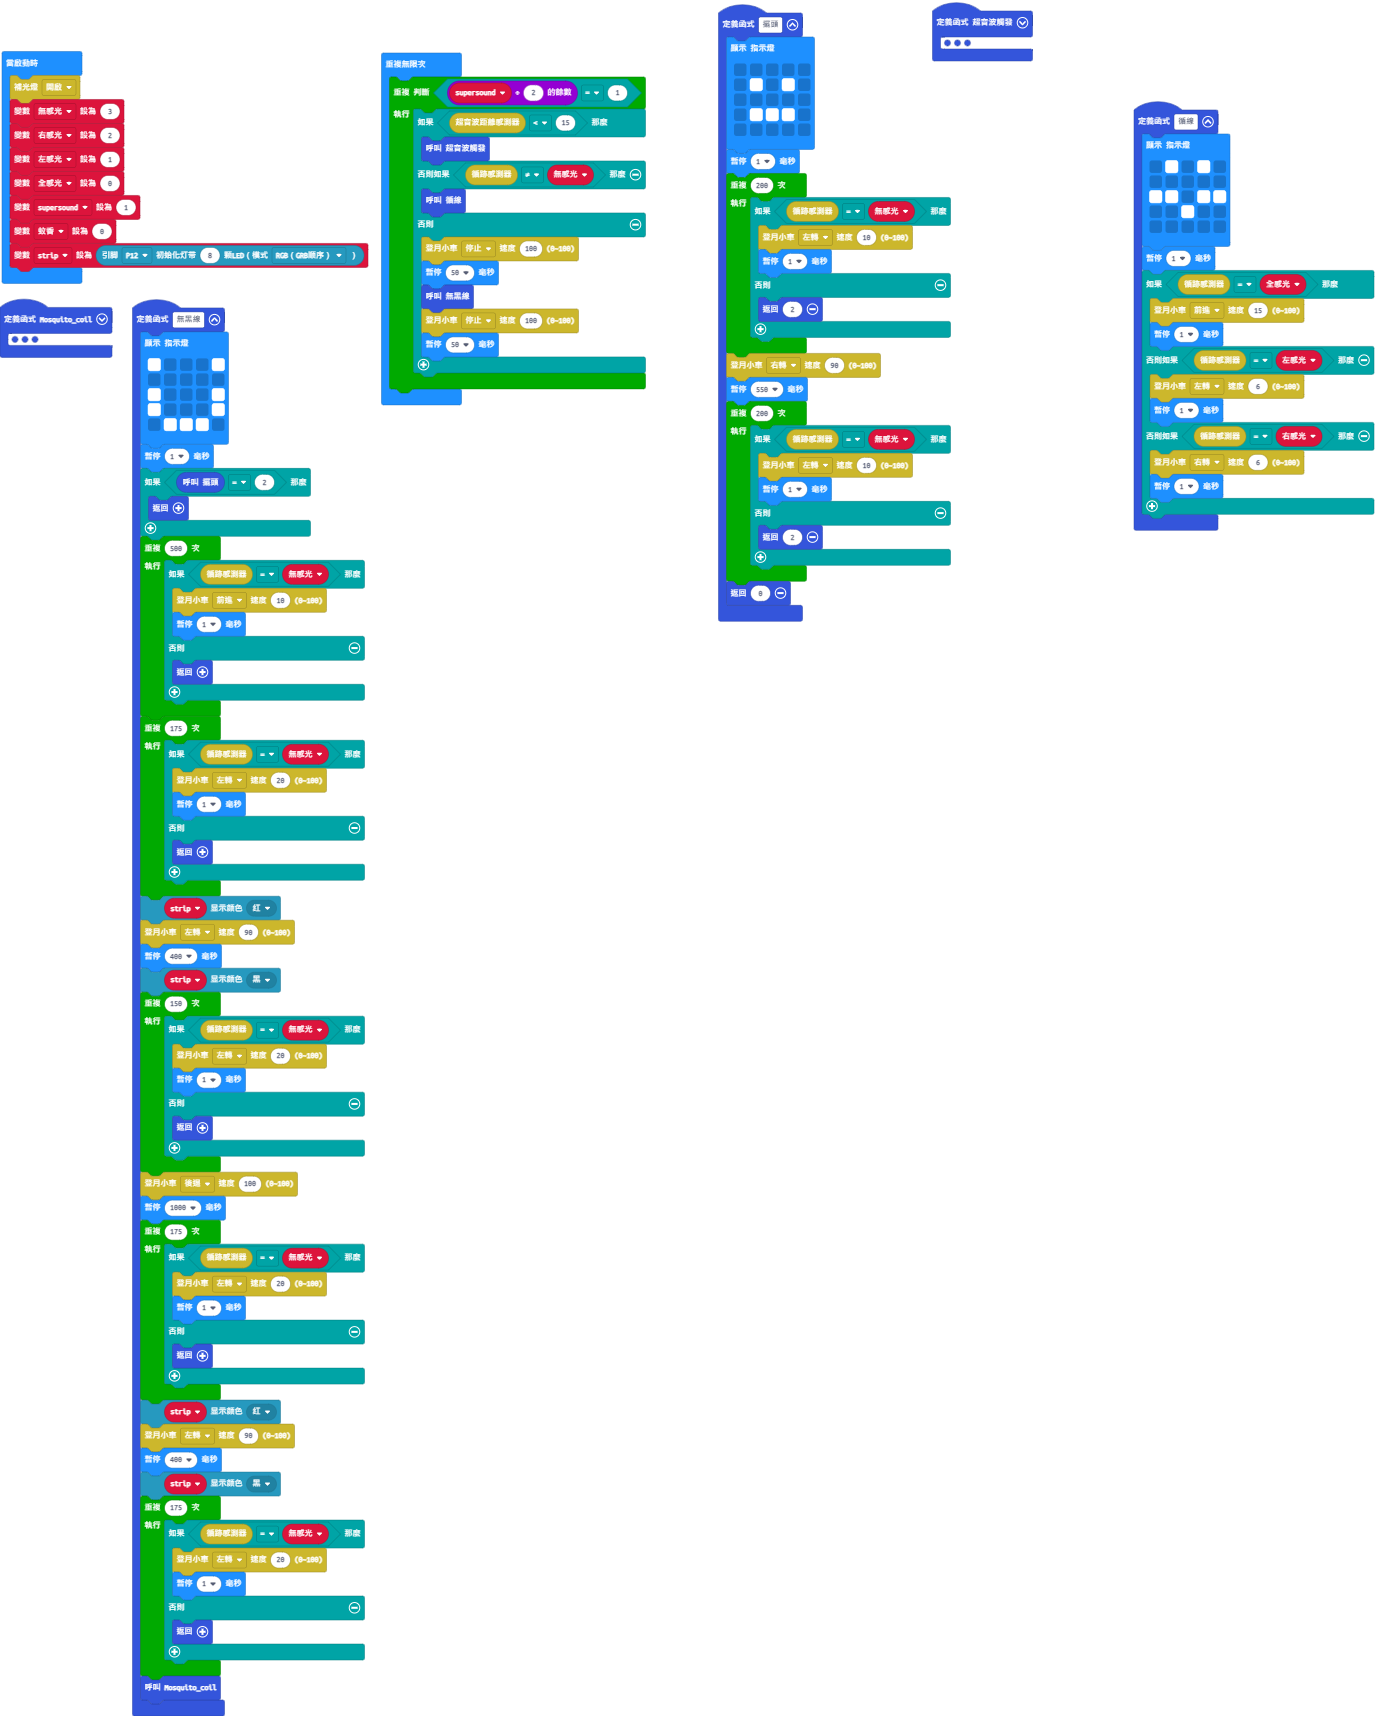 當啟動時
補光燈 開啟
變數 無感光 設為 3
變數 右感光 設為 2
變數 左感光 設為 1
變數 全感光 設為 0
變數 supersound 設為 1
變數 蚊香 設為 0
變數 strip 設為 引脚 P12 初始化灯带 8 颗LED(模式 RGB(GRB顺序) )
定義函式 Mosquito_coil
定義函式 無黑線
顯示 指示燈
暫停 1 毫秒
如果 呼叫 擺頭 = 2 那麼
返回
重複 500 次
執行
如果 循跡感測器 = 無感光 那麼
登月小車 前進 速度 10 (0~100)
暫停 1 毫秒
否則
返回
重複 175 次
執行
如果 循跡感測器 = 無感光 那麼
登月小車 左轉 速度 20 (0~100)
暫停 1 毫秒
否則
返回
strip 显示颜色 紅
登月小車 左轉 速度 90 (0~100)
暫停 400 毫秒
strip 显示颜色 黑
重複 150 次
執行
如果 循跡感測器 = 無感光 那麼
登月小車 左轉 速度 20 (0~100)
暫停 1 毫秒
否則
返回
登月小車 後退 速度 100 (0~100)
暫停 1000 毫秒
重複 175 次
執行
如果 循跡感測器 = 無感光 那麼
登月小車 左轉 速度 20 (0~100)
暫停 1 毫秒
否則
返回
strip 显示颜色 紅
登月小車 左轉 速度 90 (0~100)
暫停 400 毫秒
strip 显示颜色 黑
重複 175 次
執行
如果 循跡感測器 = 無感光 那麼
登月小車 左轉 速度 20 (0~100)
暫停 1 毫秒
否則
返回
呼叫 Mosquito_coil
重複無限次
重複 判斷 supersound ÷ 2 的餘數 = 1
執行
如果 超音波距離感測器 < 15 那麼
呼叫 超音波觸發
否則如果 循跡感測器 ≠ 無感光 那麼
呼叫 循線
否則
登月小車 停止 速度 100 (0~100)
暫停 50 毫秒
呼叫 無黑線
登月小車 停止 速度 100 (0~100)
暫停 50 毫秒
定義函式 擺頭
顯示 指示燈
暫停 1 毫秒
重複 200 次
執行
如果 循跡感測器 = 無感光 那麼
登月小車 左轉 速度 10 (0~100)
暫停 1 毫秒
否則
返回 2
登月小車 右轉 速度 90 (0~100)
暫停 550 毫秒
重複 200 次
執行
如果 循跡感測器 = 無感光 那麼
登月小車 左轉 速度 10 (0~100)
暫停 1 毫秒
否則
返回 2
返回 0
定義函式 超音波觸發
定義函式 循線
顯示 指示燈
暫停 1 毫秒
如果 循跡感測器 = 全感光 那麼
登月小車 前進 速度 15 (0~100)
暫停 1 毫秒
否則如果 循跡感測器 = 左感光 那麼
登月小車 左轉 速度 6 (0~100)
暫停 1 毫秒
否則如果 循跡感測器 = 右感光 那麼
登月小車 右轉 速度 6 (0~100)
暫停 1 毫秒